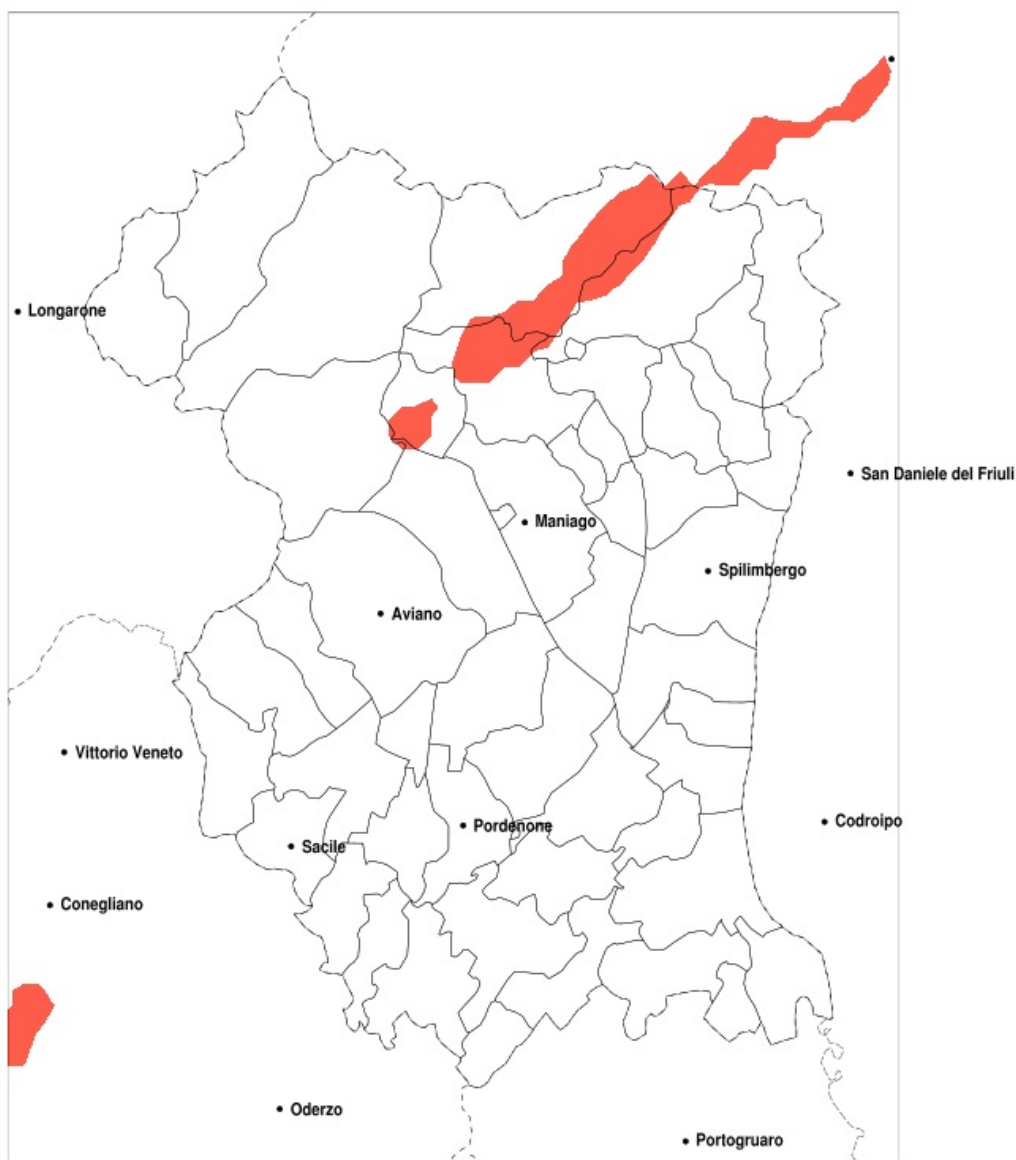 Longarone
San Daniele del Friuli
Maniago
Spilimbergo
Aviano
Vittorio Veneto
Pordenone
Codroipo
Sacile
Conegliano
Oderzo
Portogruaro